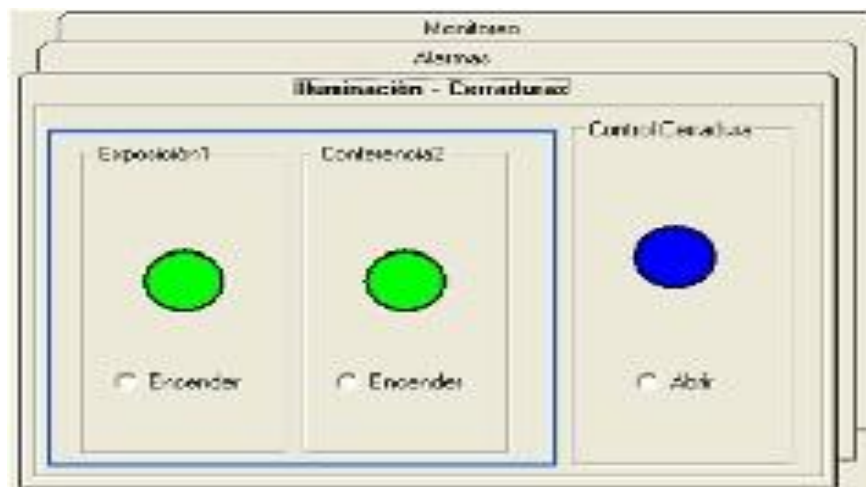 Monitoreo
Alarmas
Iluminación - Cerraduras
Exposición1
Conferencia2
Control Cerradura
Encender
Encender
Abrir